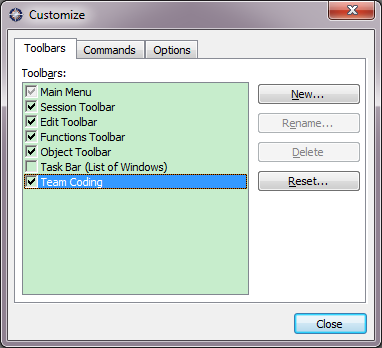 Customize
Toolbars Commands Options
Toolbars:
Main Menu
Session Toolbar
Edit Toolbar
Functions Toolbar
Object Toolbar
Task Bar (List of Windows)
Team Coding
New...
Rename...
Delete
Reset...
Close